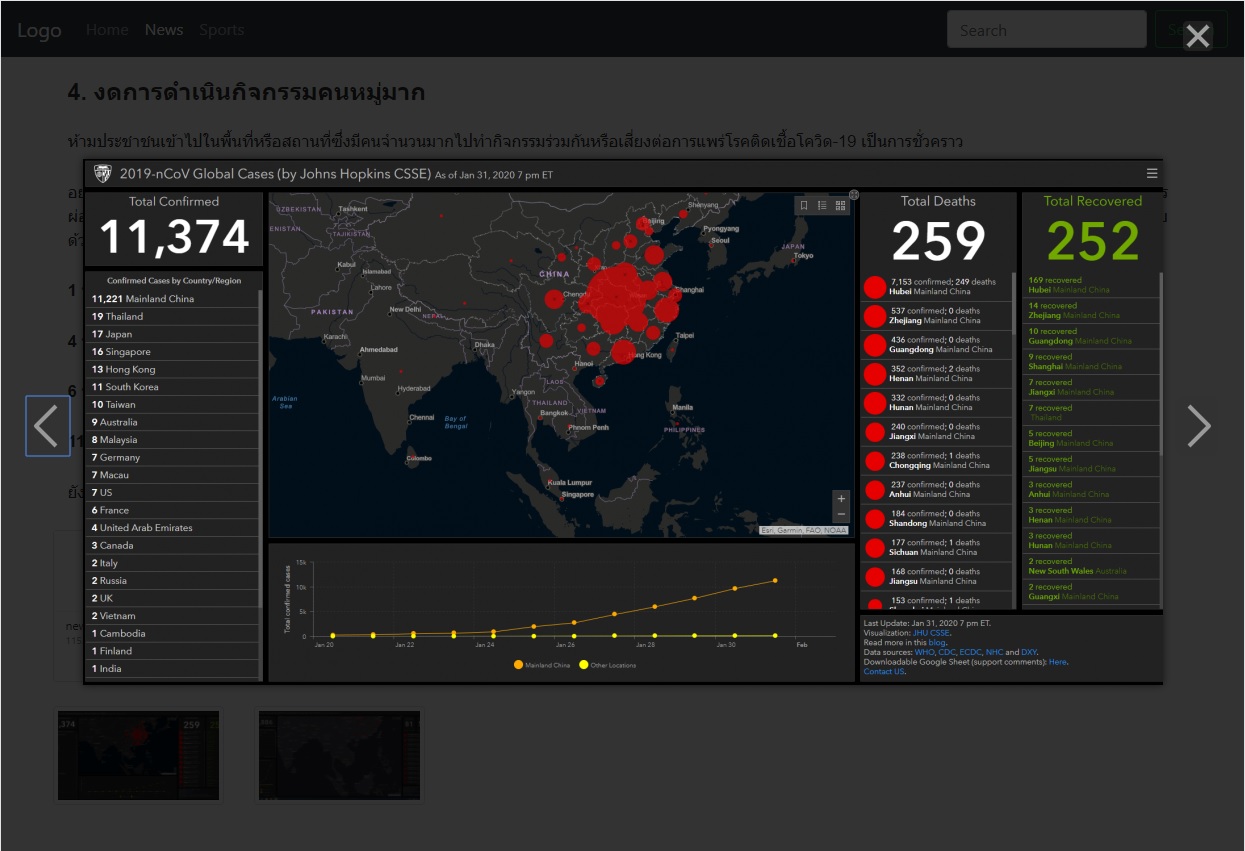 Logo Home News Sports Search
4. งดการดำเนินกิจกรรมคนหมู่มาก
ห้ามประชาชนเข้าไปในพื้นที่หรือสถานที่ซึ่งมีคนจำนวนมากไปทำกิจกรรมร่วมกันหรือเสี่ยงต่อการแพร่โรคติดเชื้อโควิด-19 เป็นการชั่วคราว
2019-nCoV Global Cases (by Johns Hopkins CSSE) As of Jan 31, 2020 7 pm ET
Total Confirmed
11,374
Confirmed Cases by Country/Region
11,221 Mainland China
19 Thailand
17 Japan
16 Singapore
13 Hong Kong
11 South Korea
10 Taiwan
9 Australia
8 Malaysia
7 Germany
7 Macau
7 US
6 France
4 United Arab Emirates
3 Canada
2 Italy
2 Russia
2 UK
2 Vietnam
1 Cambodia
1 Finland
1 India
UZBEKISTAN
Tashkent
TAJIKISTAN
Kabul
Islamabad
Lahore
PAKISTAN
New Delhi
NEPAL
Karachi
Ahmedabad
Dhaka
Mumbai
Hyderabad
Arabian
Sea
Chennai
Bay of
Bengal
Colombo
CHINA
Shenyang
Pyongyang
Seoul
JAPAN
Tokyo
Shanghai
Taipei
Hong Kong
Hanoi
LAOS
Yangon
THAILAND
VIETNAM
Bangkok
Phnom Penh
Manila
PHILIPPINES
Kuala Lumpur
Singapore
Esri, Garmin, FAO, NOAA
Total confirmed cases
15k
10k
5k
0
Jan 20 Jan 22 Jan 24 Jan 26 Jan 28 Jan 30 Feb
Mainland China Other Locations
Total Deaths
259
7,153 confirmed; 249 deaths
Hubei Mainland China
537 confirmed; 0 deaths
Zhejiang Mainland China
436 confirmed; 0 deaths
Guangdong Mainland China
352 confirmed; 2 deaths
Henan Mainland China
332 confirmed; 0 deaths
Hunan Mainland China
240 confirmed; 0 deaths
Jiangxi Mainland China
238 confirmed; 1 deaths
Chongqing Mainland China
237 confirmed; 0 deaths
Anhui Mainland China
184 confirmed; 0 deaths
Shandong Mainland China
177 confirmed; 1 deaths
Sichuan Mainland China
168 confirmed; 0 deaths
Jiangsu Mainland China
153 confirmed; 1 deaths
Total Recovered
252
169 recovered
Hubei Mainland China
14 recovered
Zhejiang Mainland China
10 recovered
Guangdong Mainland China
9 recovered
Shanghai Mainland China
7 recovered
Jiangxi Mainland China
7 recovered
Thailand
5 recovered
Beijing Mainland China
5 recovered
Jiangsu Mainland China
3 recovered
Anhui Mainland China
3 recovered
Henan Mainland China
3 recovered
Hunan Mainland China
2 recovered
New South Wales Australia
2 recovered
Guangxi Mainland China
Last Update: Jan 31, 2020 7 pm ET.
Visualization: JHU CSSE.
Read more in this blog.
Data sources: WHO, CDC, ECDC, NHC and DXY.
Downloadable Google Sheet (support comments): Here.
Contact US.